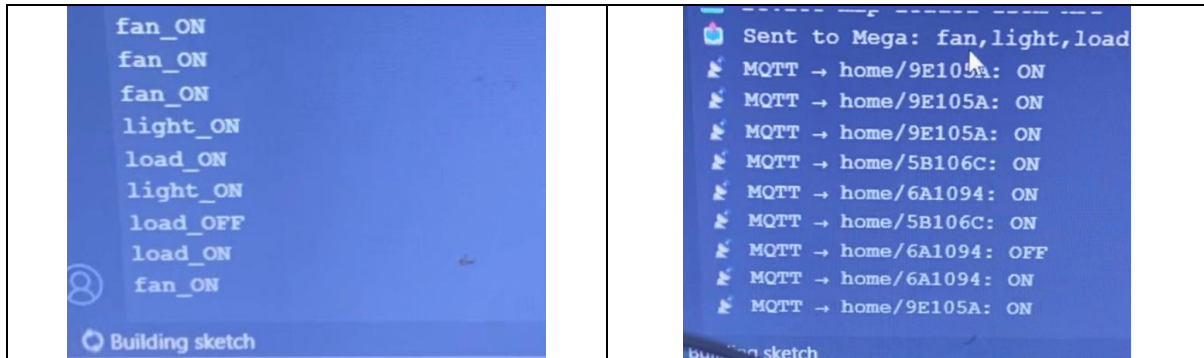 fan_ON
fan_ON
fan_ON
light_ON
load_ON
light_ON
load_OFF
load_ON
fan_ON
Building sketch
Sent to Mega: fan,light,load
MQTT → home/9E105A: ON
MQTT → home/9E105A: ON
MQTT → home/9E105A: ON
MQTT → home/5B106C: ON
MQTT → home/6A1094: ON
MQTT → home/5B106C: ON
MQTT → home/6A1094: OFF
MQTT → home/6A1094: ON
MQTT → home/9E105A: ON
sketch